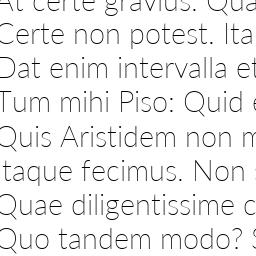 At certe gravius. Qua
Certe non potest. Ita
Dat enim intervalla et
Tum mihi Piso: Quid
Quis Aristidem non m
Itaque fecimus. Non
Quae diligentissime c
Quo tandem modo? S